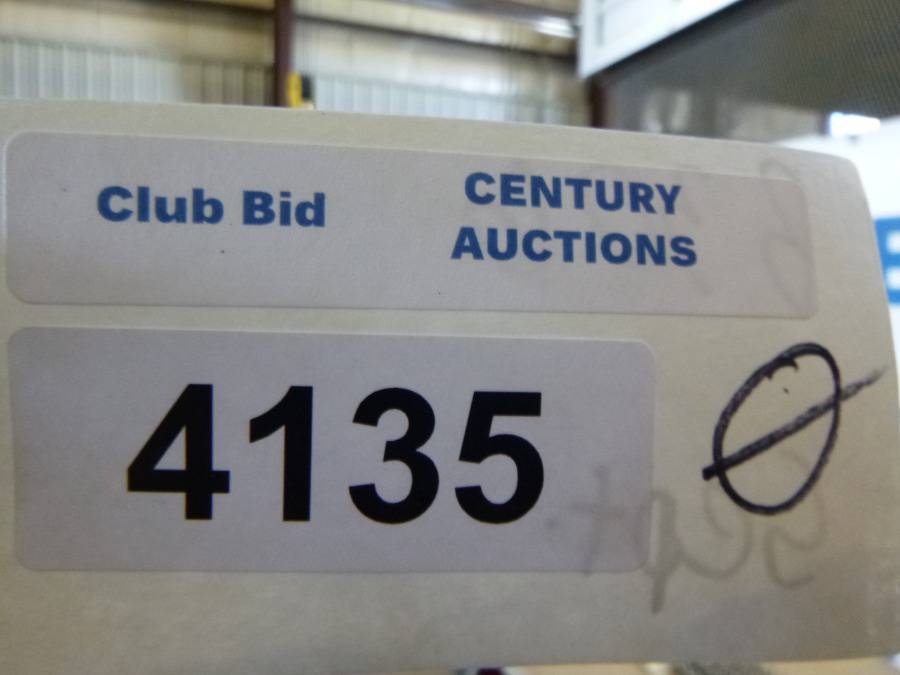 Club Bid
CENTURY
AUCTIONS
4135